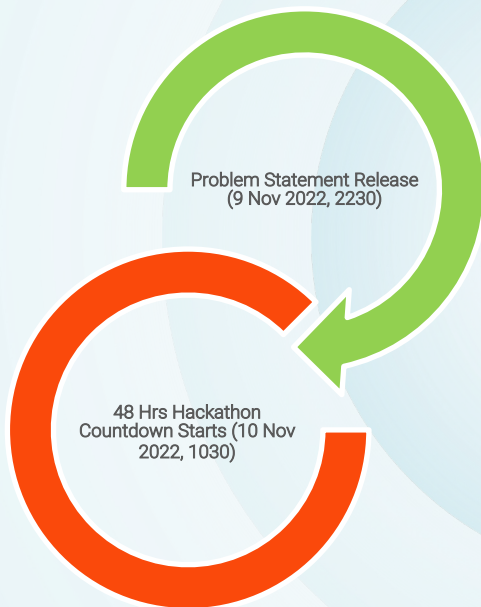 Problem Statement Release
(9 Nov 2022, 2230)
48 Hrs Hackathon
Countdown Starts (10 Nov
2022, 1030)